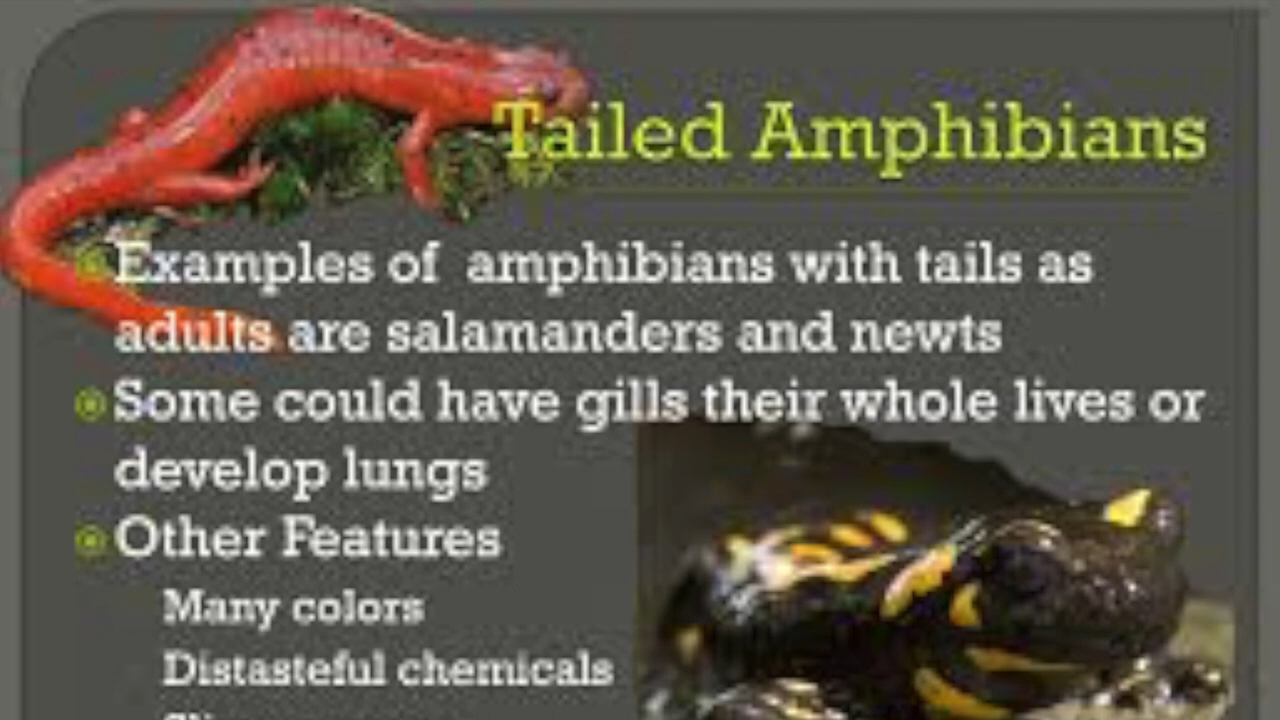 Tailed Amphibians
Examples of amphibians with tails as
adults are salamanders and newts
Some could have gills their whole lives or
develop lungs
Other Features
Many colors
Distasteful chemicals